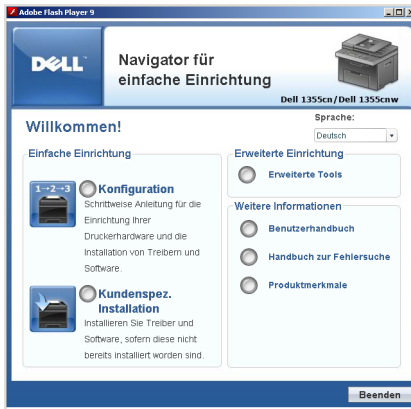 Adobe Flash Player 9
DELL™
Navigator für
einfache Einrichtung
Dell 1355cn/Dell 1355cnw
Willkommen!
Sprache:
Deutsch
Einfache Einrichtung
1→2→3
Konfiguration
Schrittweise Anleitung für die
Einrichtung Ihrer
Druckerhardware und die
Installation von Treibern und
Software.
Kundenspez.
Installation
Installieren Sie Treiber und
Software, sofern diese nicht
bereits installiert worden sind.
Erweiterte Einrichtung
Erweiterte Tools
Weitere Informationen
Benutzerhandbuch
Handbuch zur Fehlersuche
Produktmerkmale
Beenden